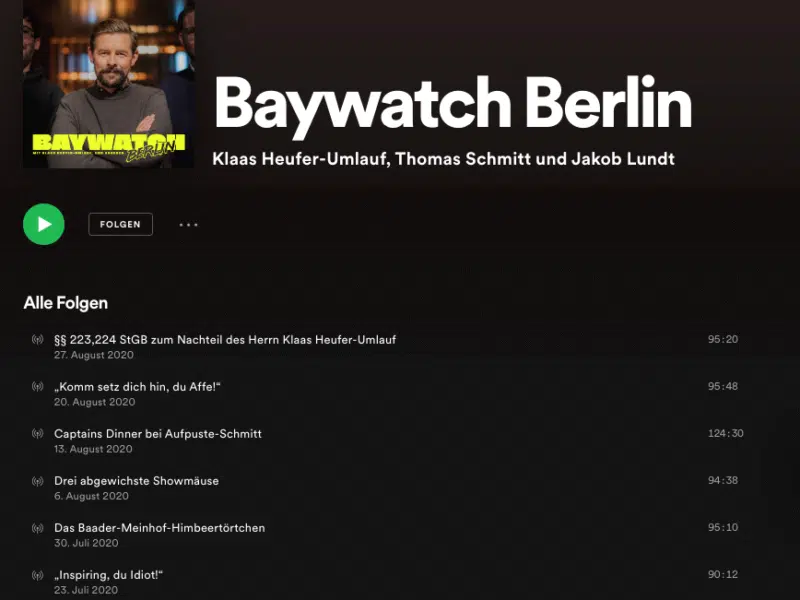 BAYWATCH
BERLIN
Baywatch Berlin
Klaas Heufer-Umlauf, Thomas Schmitt und Jakob Lundt
FOLGEN
Alle Folgen
§§ 223,224 StGB zum Nachteil des Herrn Klaas Heufer-Umlauf
95:20
27. August 2020
„Komm setz dich hin, du Affe!“
95:48
20. August 2020
Captains Dinner bei Aufpuste-Schmitt
124:30
13. August 2020
Drei abgewichste Showmäuse
94:38
6. August 2020
Das Baader-Meinhof-Himbeertörtchen
95:10
30. Juli 2020
„Inspiring, du Idiot!“
90:12
23. Juli 2020